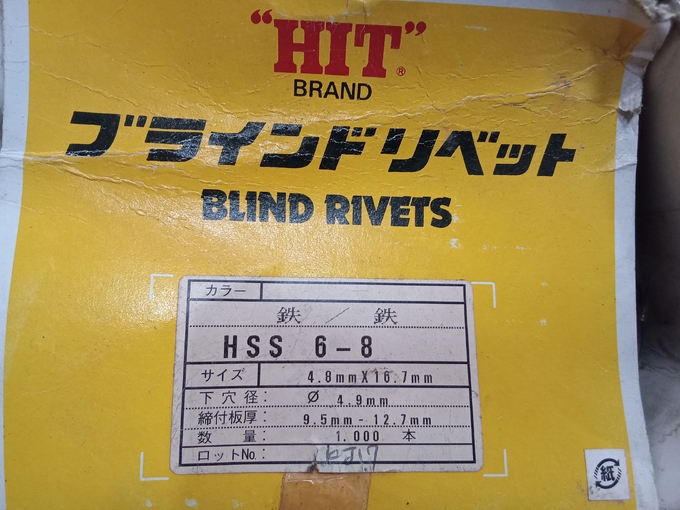 "HIT"®
BRAND
ブラインドリベット
BLIND RIVETS
カラー
鉄 / 鉄
HSS 6-8
サイズ 4.8mmX16.7mm
下穴径: Ø 4.9mm
締付板厚: 9.5mm-12.7mm
数量: 1.000 本
ロットNo.:
紙